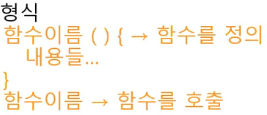 형식
함수이름 ( ) { → 함수를 정의
내용들...
}
함수이름 → 함수를 호출